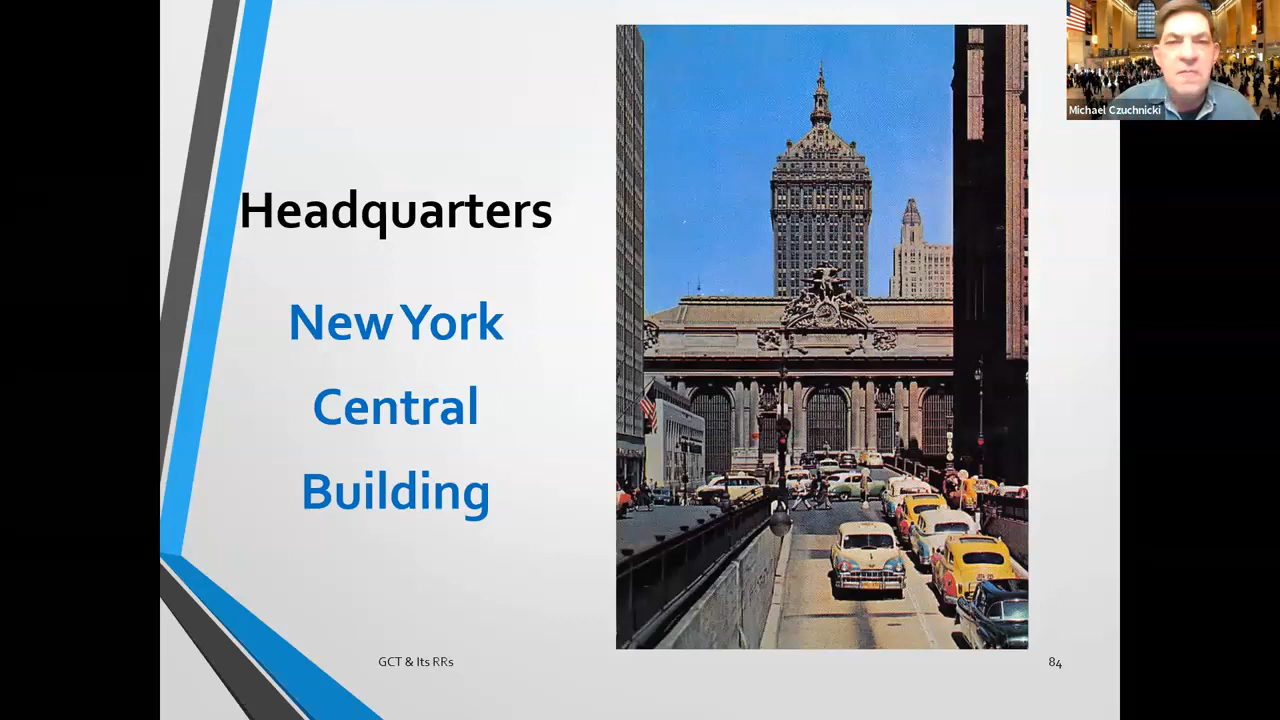 Michael Czuchnicki
Headquarters
New York
Central
Building
GCT & Its RRs
84